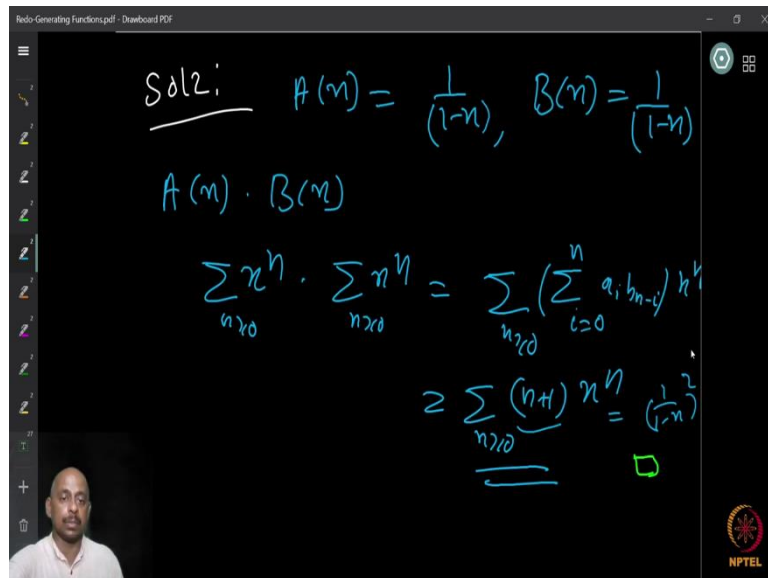 Redo-Generating Functions.pdf - Drawboard PDF
Sol2:
A(x) = 1/(1-x), B(x) = 1/(1-x)
A(x) · B(x)
∑_{n≥0} x^n · ∑_{n≥0} x^n = ∑_{n≥0} (∑_{i=0}^{n} a_i b_{n-i}) x^n
= ∑_{n≥0} (n+1) x^n = (1/(1-x))^2
NPTEL